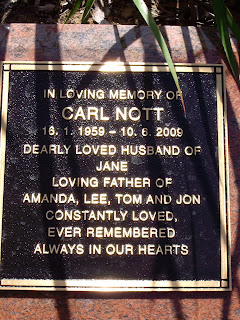 IN LOVING MEMORY OF
CARL NOTT
16. 1. 1959 – 10. 6. 2009
DEARLY LOVED HUSBAND OF
JANE
LOVING FATHER OF
AMANDA, LEE, TOM AND JON
CONSTANTLY LOVED,
EVER REMEMBERED
ALWAYS IN OUR HEARTS